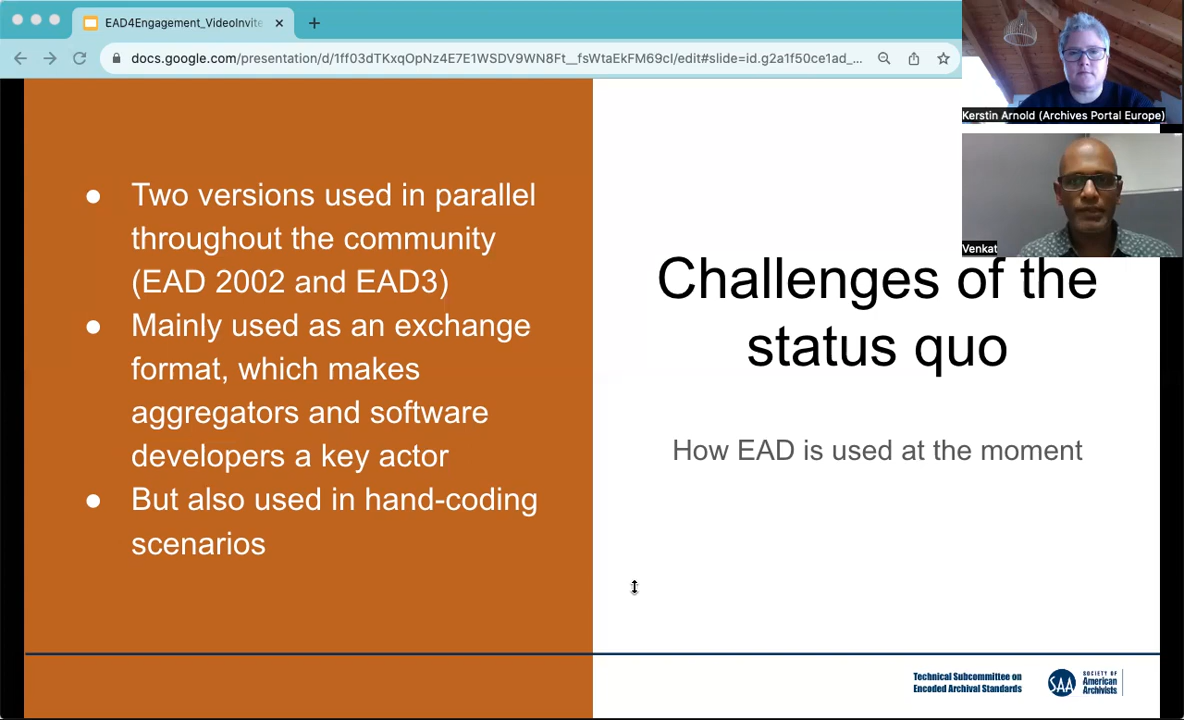 EAD4Engagement_VideoInvite
docs.google.com/presentation/d/1ff03dTKxqOpNz4E7E1WSDV9WN8Ft__fsWtaEkFM69cI/edit#slide=id.g2a1f50ce1ad_...
Kerstin Arnold (Archives Portal Europe)
Venkat
● Two versions used in parallel
throughout the community
(EAD 2002 and EAD3)
● Mainly used as an exchange
format, which makes
aggregators and software
developers a key actor
● But also used in hand-coding
scenarios
Challenges of the
status quo
How EAD is used at the moment
Technical Subcommittee on
Encoded Archival Standards
SAA
SOCIETY OF
American
Archivists